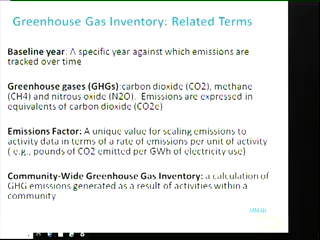 Greenhouse Gas Inventory: Related Terms
Baseline year: A specific year against which emissions are
tracked over time
Greenhouse gases (GHGs):carbon dioxide (CO2), methane
(CH4) and nitrous oxide (N2O). Emissions are expressed in
equivalents of carbon dioxide (CO2e)
Emissions Factor: A unique value for scaling emissions to
activity data in terms of a rate of emissions per unit of activity
( e.g., pounds of CO2 emitted per GWh of electricity use)
Community-Wide Greenhouse Gas Inventory: a calculation of
GHG emissions generated as a result of activities within a
community